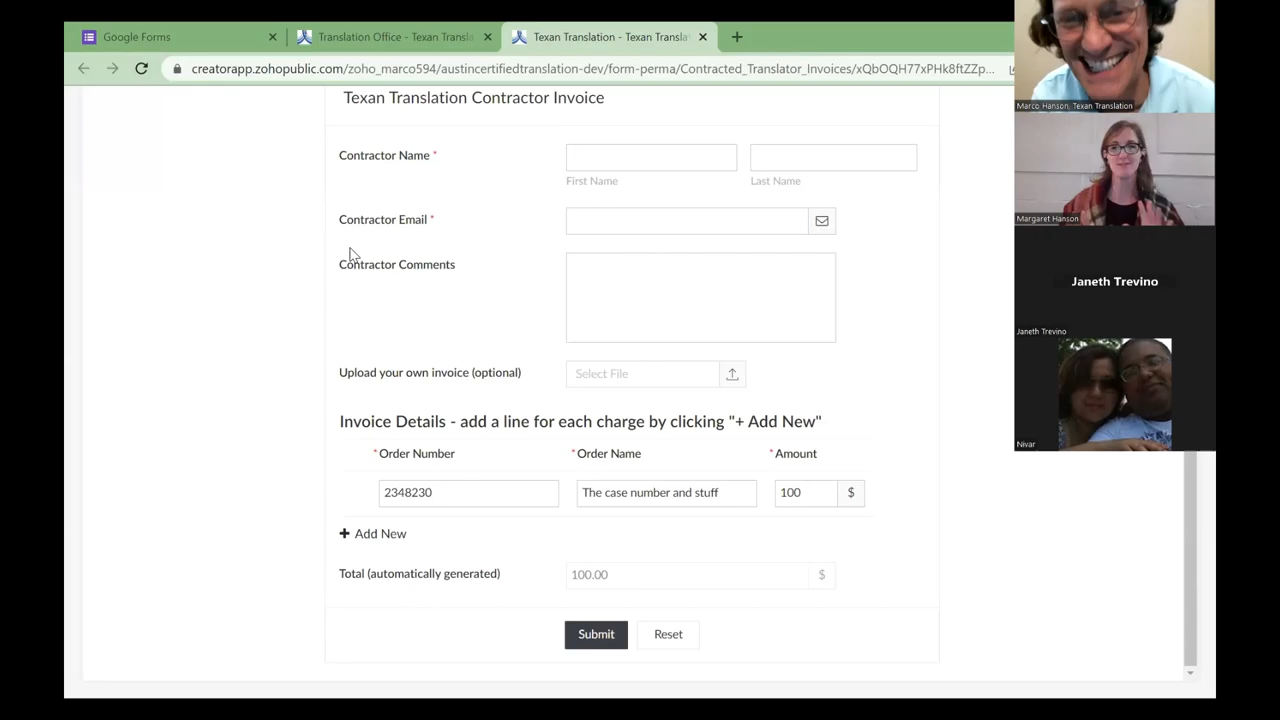 Google Forms
Translation Office - Texan Transla
Texan Translation - Texan Translat
creatorapp.zohopublic.com/zoho_marco594/austincertifiedtranslation-dev/form-perma/Contracted_Translator_Invoices/xQbOQH77xPHk8ftZZp...
Texan Translation Contractor Invoice
Contractor Name *
First Name
Last Name
Contractor Email *
Contractor Comments
Upload your own invoice (optional)
Select File
Invoice Details - add a line for each charge by clicking "+ Add New"
* Order Number
* Order Name
* Amount
2348230
The case number and stuff
100
$
+ Add New
Total (automatically generated)
100.00
$
Submit
Reset
Marco Hanson, Texan Translation
Margaret Hanson
Janeth Trevino
Janeth Trevino
Nivar